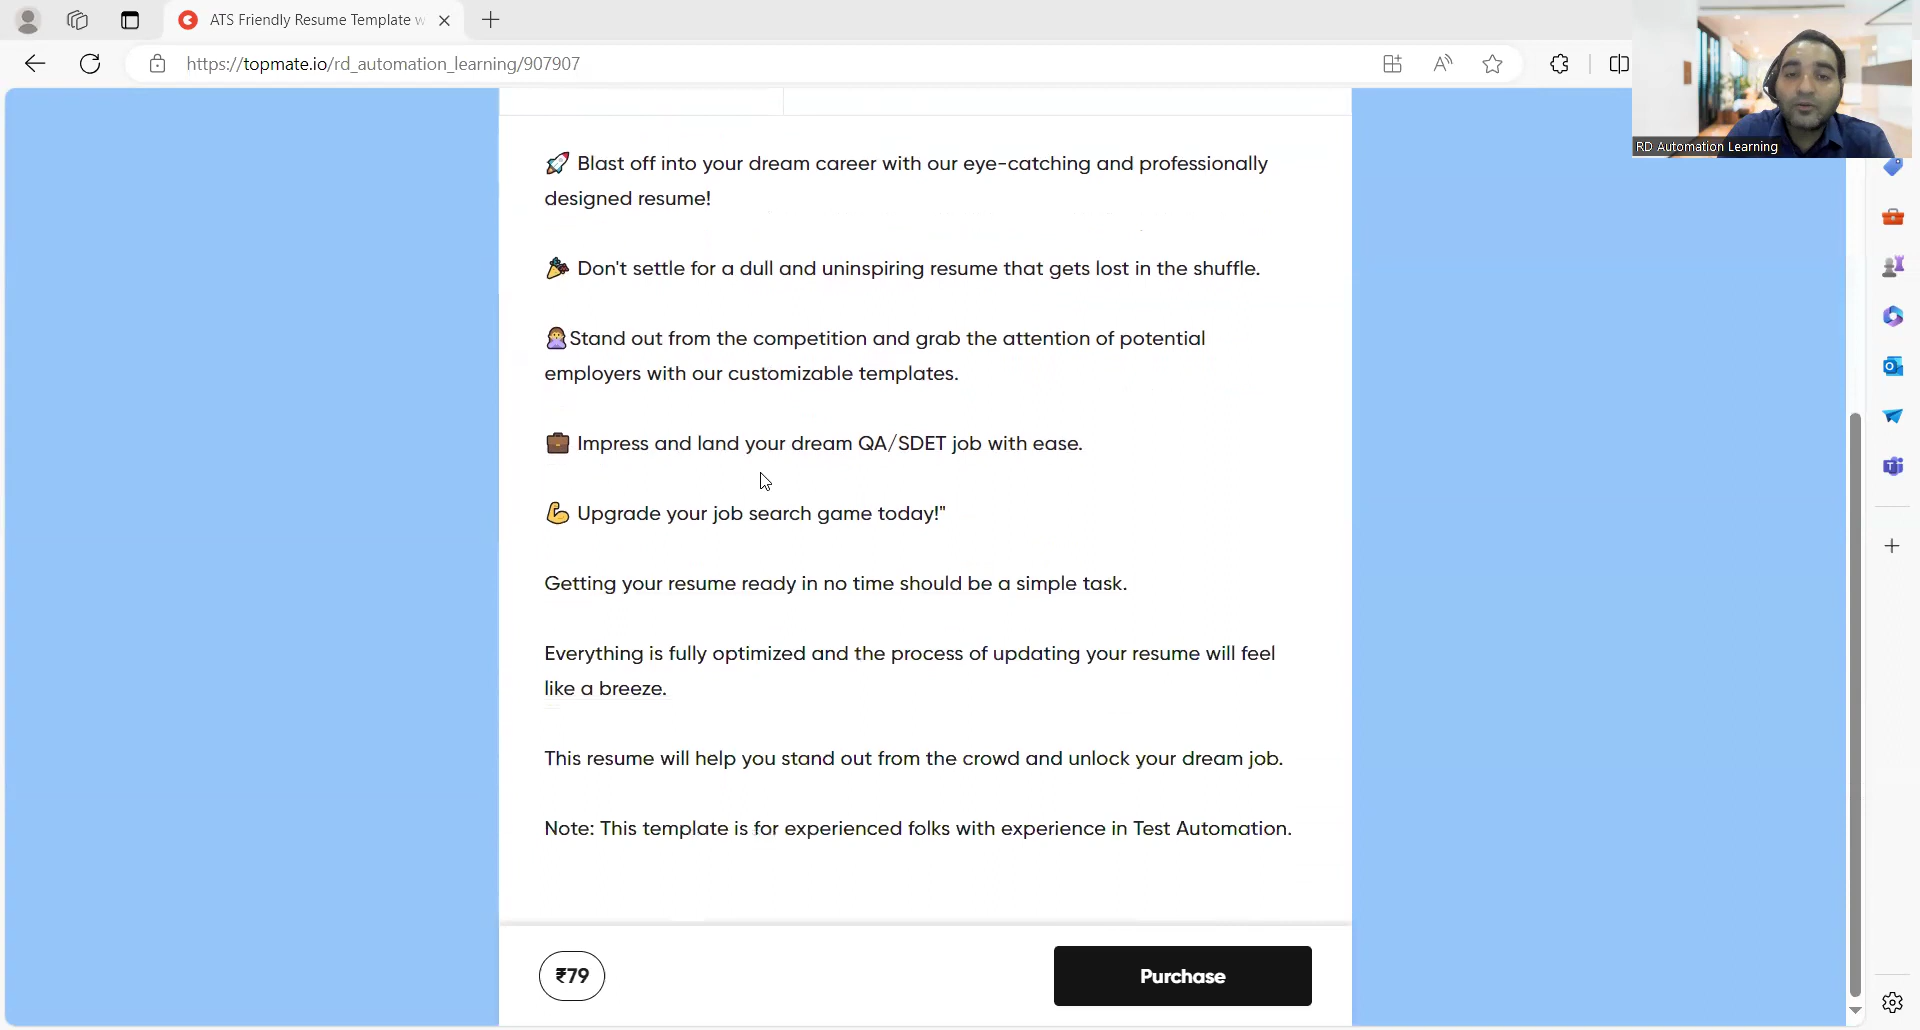 ATS Friendly Resume Template w
https://topmate.io/rd_automation_learning/907907
RD Automation Learning
🚀 Blast off into your dream career with our eye-catching and professionally
designed resume!
🎉 Don't settle for a dull and uninspiring resume that gets lost in the shuffle.
🙍🏼‍♀️Stand out from the competition and grab the attention of potential
employers with our customizable templates.
💼 Impress and land your dream QA/SDET job with ease.
💪 Upgrade your job search game today!"
Getting your resume ready in no time should be a simple task.
Everything is fully optimized and the process of updating your resume will feel
like a breeze.
This resume will help you stand out from the crowd and unlock your dream job.
Note: This template is for experienced folks with experience in Test Automation.
₹79
Purchase